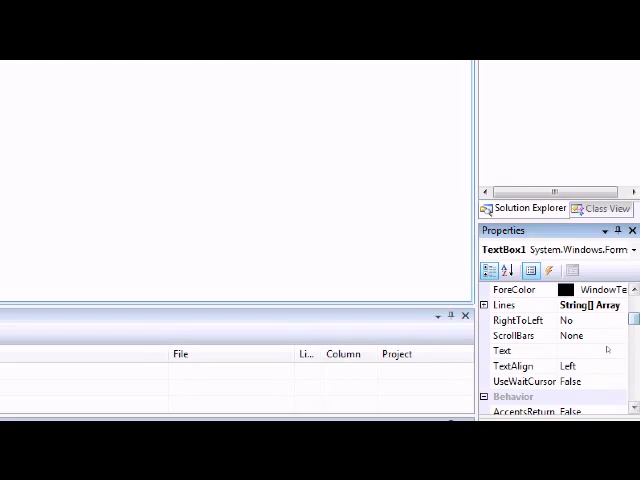 Solution Explorer Class View
Properties
TextBox1 System.Windows.Form
ForeColor WindowTe
Lines String[] Array
RightToLeft No
ScrollBars None
Text
File Li... Column Project
TextAlign Left
UseWaitCursor False
Behavior
AcceptsReturn False